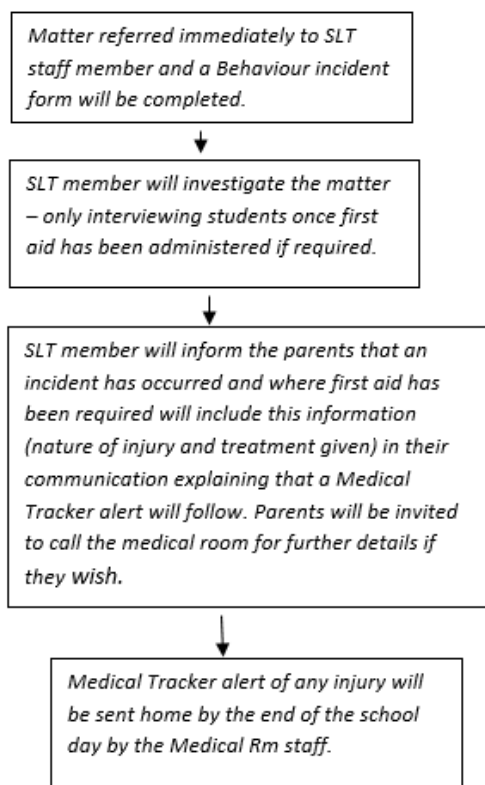 Matter referred immediately to SLT
staff member and a Behaviour incident
form will be completed.
SLT member will investigate the matter
– only interviewing students once first
aid has been administered if required.
SLT member will inform the parents that an
incident has occurred and where first aid has
been required will include this information
(nature of injury and treatment given) in their
communication explaining that a Medical
Tracker alert will follow. Parents will be invited
to call the medical room for further details if
they wish.
Medical Tracker alert of any injury will
be sent home by the end of the school
day by the Medical Rm staff.